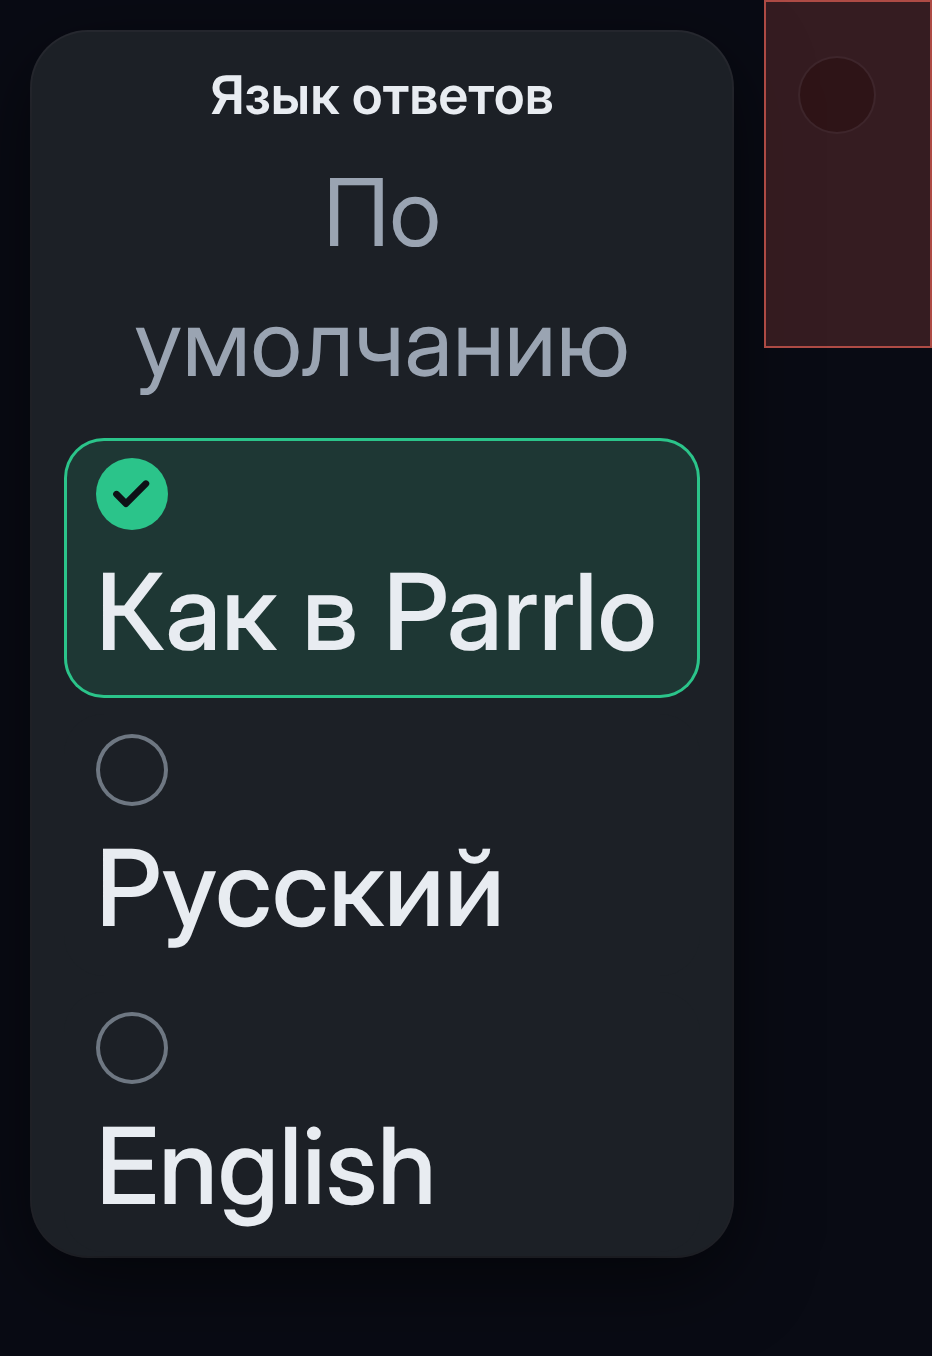 Язык ответов
По
умолчанию
Как в Parrlo
Русский
English